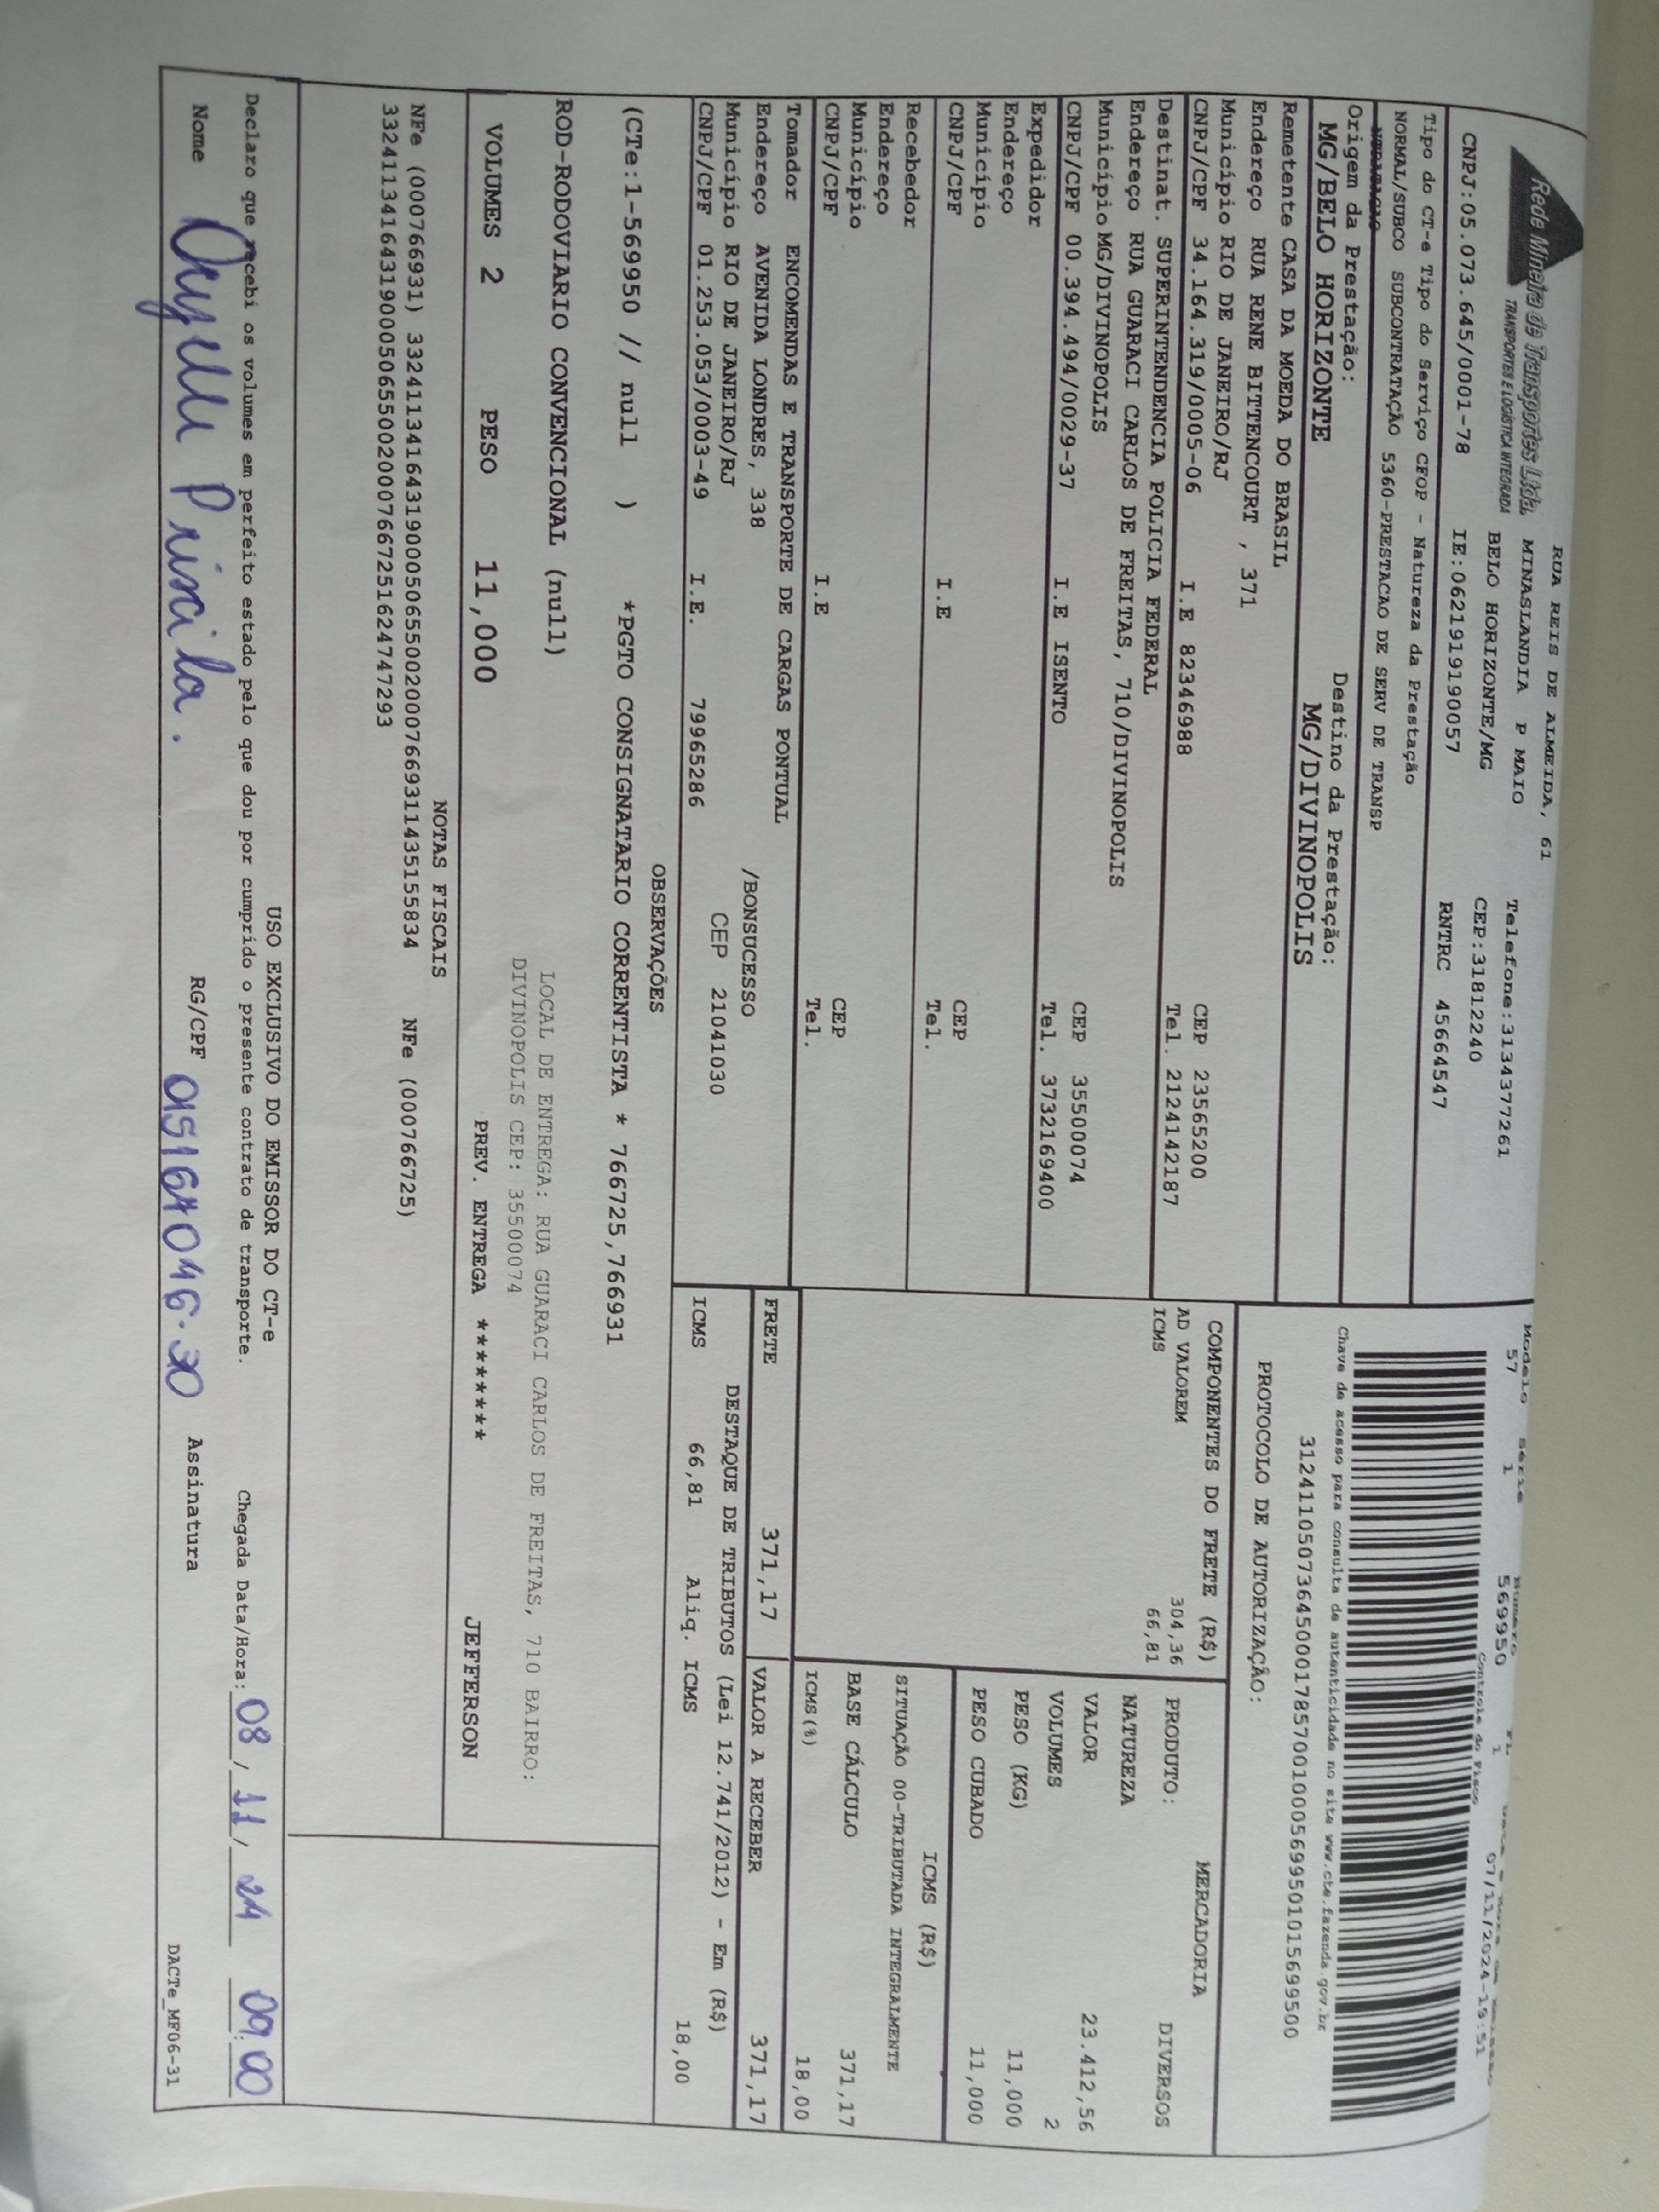 Rede Mineira de Transportes Ltda.
TRANSPORTES E LOGÍSTICA INTEGRADA
RUA REIS DE ALMEIDA, 61
MINASLANDIA P MAIO
BELO HORIZONTE/MG
Telefone:3134377261
CEP:31812240
CNPJ:05.073.645/0001-78 IE:0621919190057 RNTRC 45664547
Modelo Série Número FL
57 1 569950 1 07/11/2024-19:51
Controle do Fisco
Tipo do CT-e Tipo do Serviço CFOP - Natureza da Prestação
NORMAL/SUBCO SUBCONTRATAÇÃO 5360-PRESTACAO DE SERV DE TRANSP
Chave de acesso para consulta de autenticidade no site www.cte.fazenda.gov.br
31241105073645000178570010005699501015699500
Origem da Prestação: Destino da Prestação:
MG/BELO HORIZONTE MG/DIVINOPOLIS
PROTOCOLO DE AUTORIZAÇÃO:
Remetente CASA DA MOEDA DO BRASIL
Endereço RUA RENE BITTENCOURT , 371
Município RIO DE JANEIRO/RJ CEP 23565200
CNPJ/CPF 34.164.319/0005-06 I.E 82346988 Tel. 2124142187
Destinat. SUPERINTENDENCIA POLICIA FEDERAL
Endereço RUA GUARACI CARLOS DE FREITAS, 710/DIVINOPOLIS
Município MG/DIVINOPOLIS CEP 35500074
CNPJ/CPF 00.394.494/0029-37 I.E ISENTO Tel. 3732169400
Expedidor
Endereço
Município CEP
CNPJ/CPF I.E Tel.
Recebedor
Endereço
Município CEP
CNPJ/CPF I.E Tel.
Tomador ENCOMENDAS E TRANSPORTE DE CARGAS PONTUAL
Endereço AVENIDA LONDRES, 338 /BONSUCESSO
Município RIO DE JANEIRO/RJ CEP 21041030
CNPJ/CPF 01.253.053/0003-49 I.E. 79965286
COMPONENTES DO FRETE (R$)
AD VALOREM 304,36
ICMS 66,81
MERCADORIA
PRODUTO: DIVERSOS
NATUREZA
VALOR 23.412,56
VOLUMES 2
PESO (KG) 11,000
PESO CUBADO 11,000
ICMS (R$)
SITUAÇÃO 00-TRIBUTADA INTEGRALMENTE
BASE CÁLCULO 371,17
ICMS(%) 18,00
FRETE 371,17 VALOR A RECEBER 371,17
DESTAQUE DE TRIBUTOS (Lei 12.741/2012) - Em (R$)
ICMS 66,81 Aliq. ICMS 18,00
OBSERVAÇÕES
(CTe:1-569950 // null ) *PGTO CONSIGNATARIO CORRENTISTA * 766725,766931
ROD-RODOVIARIO CONVENCIONAL (null)
LOCAL DE ENTREGA: RUA GUARACI CARLOS DE FREITAS, 710 BAIRRO:
DIVINOPOLIS CEP: 35500074
VOLUMES 2 PESO 11,000 PREV. ENTREGA ******** JEFFERSON
NOTAS FISCAIS
NFe (000766931) 33241134164319000506550020007669311435155834 NFe (000766725)
33241134164319000506550020007667251624747293
USO EXCLUSIVO DO EMISSOR DO CT-e
Declaro que recebi os volumes em perfeito estado pelo que dou por cumprido o presente contrato de transporte. Chegada Data/Hora: 08/11/24 09:00
Nome Priscila. RG/CPF Assinatura
DACTe_MF06-31